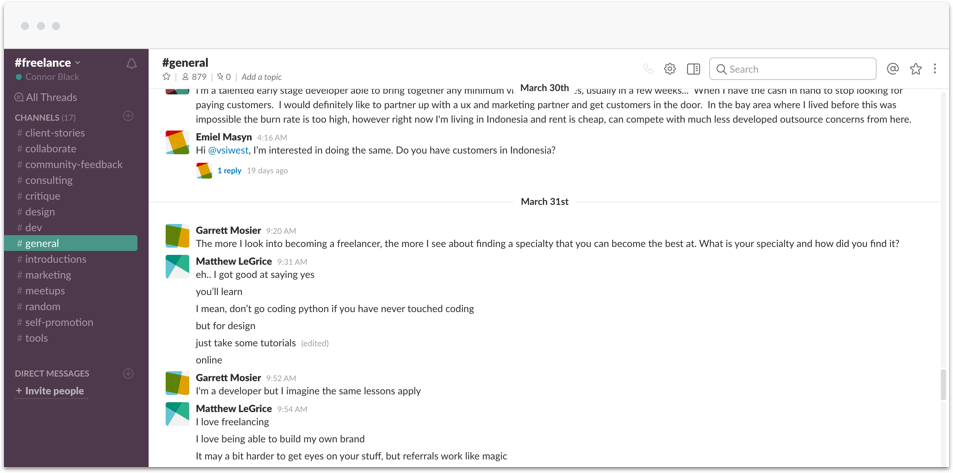 #freelance
Connor Black
All Threads
CHANNELS (17)
# client-stories
# collaborate
# community-feedback
# consulting
# critique
# design
# dev
# general
# introductions
# marketing
# meetups
# random
# self-promotion
# tools
DIRECT MESSAGES
+ Invite people
#general
879 | 0 | Add a topic
Search
March 30th
I'm a talented early stage developer able to bring together any minimum vi s, usually in a few weeks... When I have the cash in hand to stop looking for
paying customers. I would definitely like to partner up with a ux and marketing partner and get customers in the door. In the bay area where I lived before this was
impossible the burn rate is too high, however right now I'm living in Indonesia and rent is cheap, can compete with much less developed outsource concerns from here.
Emiel Masyn 4:16 AM
Hi @vsiwest, I'm interested in doing the same. Do you have customers in Indonesia?
1 reply 19 days ago
March 31st
Garrett Mosier 9:20 AM
The more I look into becoming a freelancer, the more I see about finding a specialty that you can become the best at. What is your specialty and how did you find it?
Matthew LeGrice 9:31 AM
eh.. I got good at saying yes
you'll learn
I mean, don't go coding python if you have never touched coding
but for design
just take some tutorials (edited)
online
Garrett Mosier 9:52 AM
I'm a developer but I imagine the same lessons apply
Matthew LeGrice 9:54 AM
I love freelancing
I love being able to build my own brand
It may a bit harder to get eyes on your stuff, but referrals work like magic